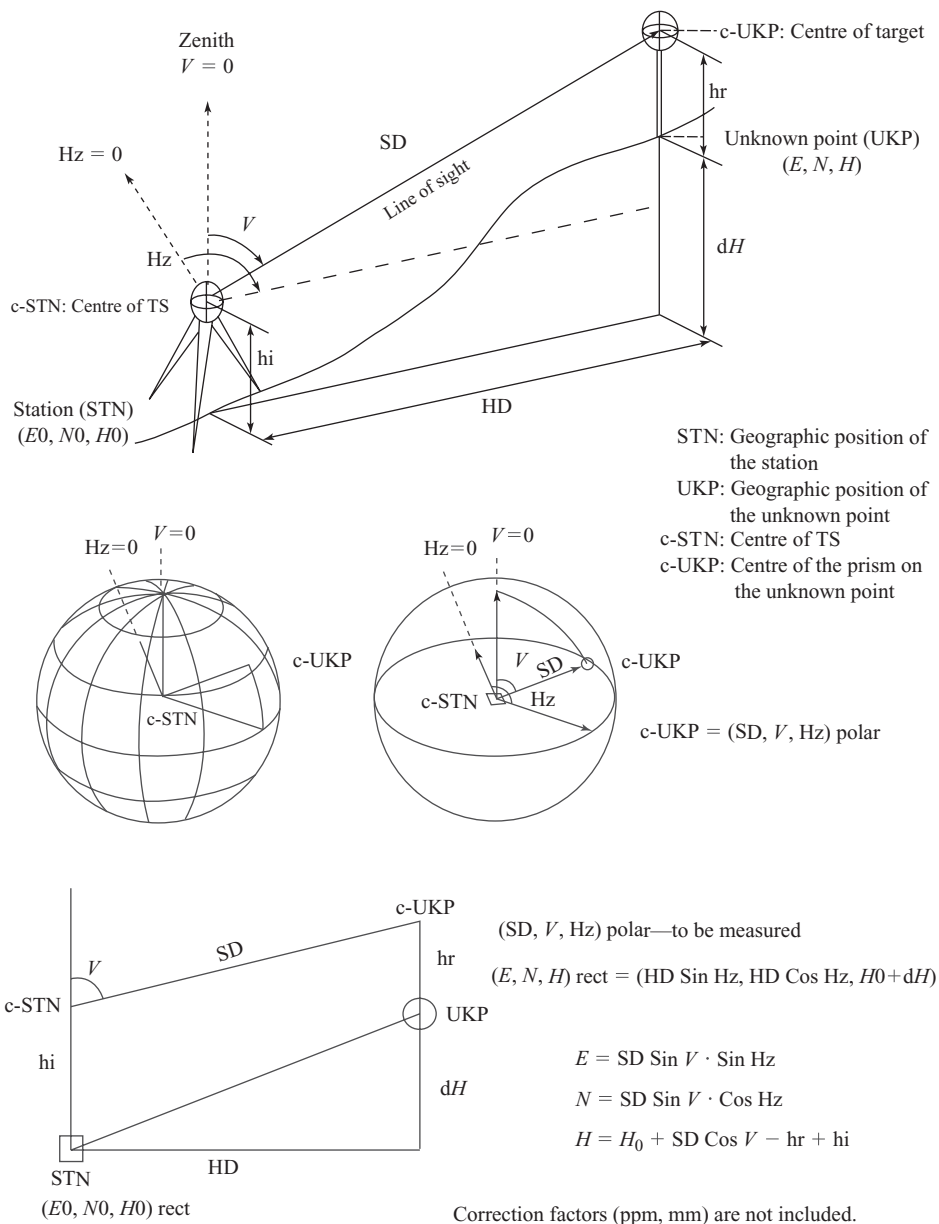 Zenith
V = 0
c-UKP: Centre of target
hr
Hz = 0
SD
Unknown point (UKP)
(E, N, H)
Line of sight
V
Hz
dH
c-STN: Centre of TS
hi
Station (STN)
(E0, N0, H0)
HD
STN: Geographic position of
the station
UKP: Geographic position of
the unknown point
c-STN: Centre of TS
c-UKP: Centre of the prism on
the unknown point
Hz=0
V=0
c-UKP
c-STN
Hz=0
V=0
V
SD
c-UKP
c-STN
Hz
c-UKP = (SD, V, Hz) polar
c-UKP
SD
V
hr
c-STN
UKP
hi
dH
HD
STN
(E0, N0, H0) rect
(SD, V, Hz) polar—to be measured
(E, N, H) rect = (HD Sin Hz, HD Cos Hz, H0+dH)
E = SD Sin V · Sin Hz
N = SD Sin V · Cos Hz
H = H₀ + SD Cos V − hr + hi
Correction factors (ppm, mm) are not included.